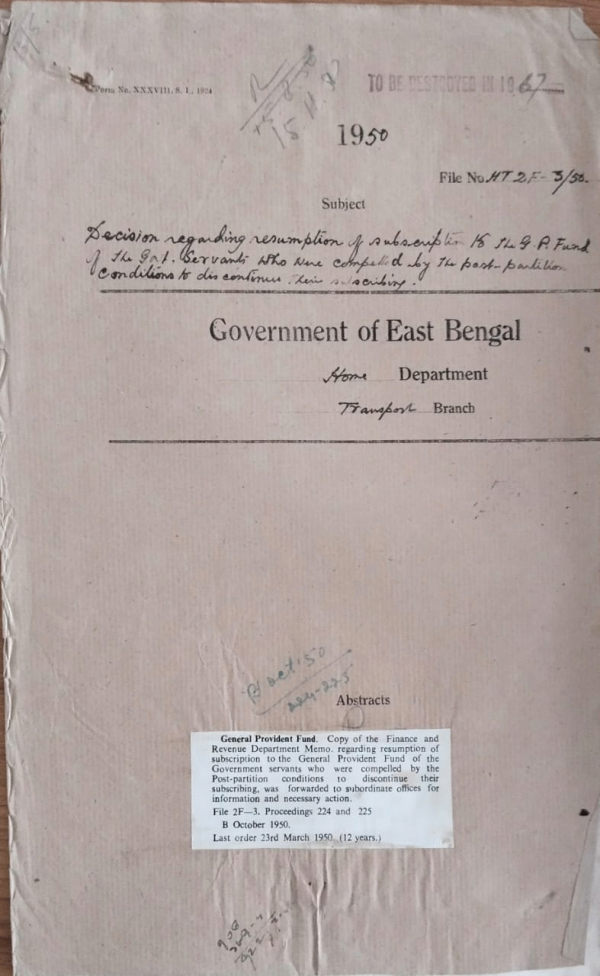 Form No. XXXVIII. S. I., 1924
TO BE DESTROYED IN 1967
1950
File No. HT 2F-3/50.
Subject
Decision regarding resumption of subscription to the G. P. Fund
of the Govt. Servants who were compelled by the post-partition
conditions to discontinue their subscribing.
Government of East Bengal
Home Department
Transport Branch
B Oct. 50
224-225
Abstracts
General Provident Fund. Copy of the Finance and
Revenue Department Memo. regarding resumption of
subscription to the General Provident Fund of the
Government servants who were compelled by the
Post-partition conditions to discontinue their
subscribing, was forwarded to subordinate offices for
information and necessary action.
File 2F—3. Proceedings 224 and 225
B October 1950.
Last order 23rd March 1950. (12 years.)